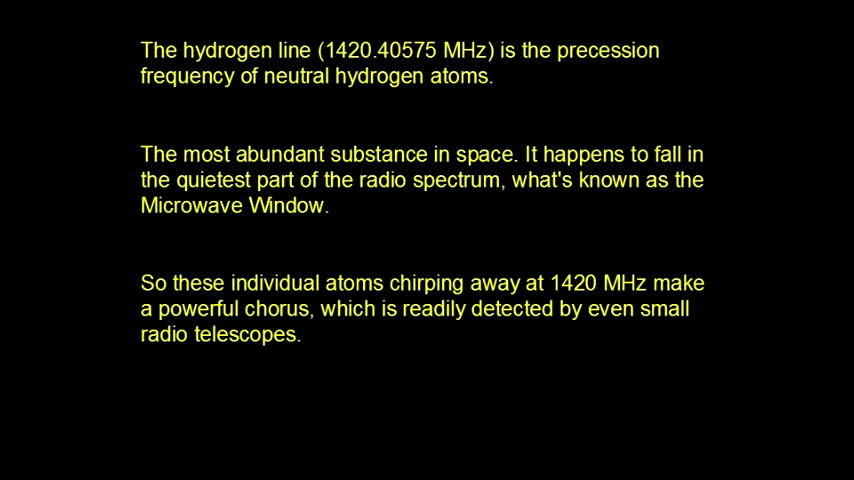 The hydrogen line (1420.40575 MHz) is the precession
frequency of neutral hydrogen atoms.
The most abundant substance in space. It happens to fall in
the quietest part of the radio spectrum, what's known as the
Microwave Window.
So these individual atoms chirping away at 1420 MHz make
a powerful chorus, which is readily detected by even small
radio telescopes.